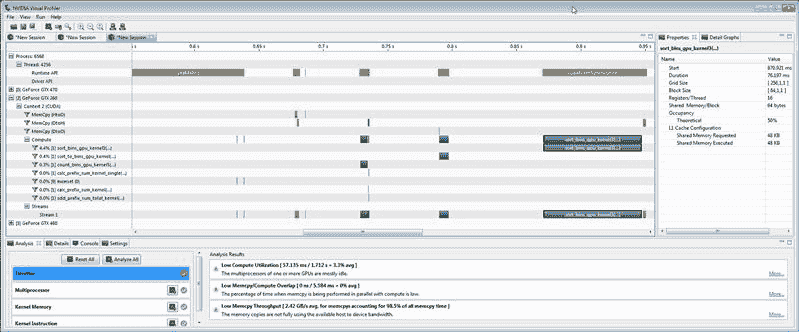 NVIDIA Visual Profiler
File View Run Help
*New Session *New Session *New Session
Properties Detail Graphs
0.6 s 0.65 s 0.7 s 0.75 s 0.8 s 0.85 s 0.9 s 0.95 s
sort_bins_gpu_kernel3(...)
Name Value
Process: 6568
Thread: 4256
Runtime API
Driver API
[0] GeForce GTX 470
[2] GeForce GTX 260
Context 2 (CUDA)
MemCpy (HtoD)
MemCpy (DtoH)
MemCpy (DtoD)
Compute
4.4% [1] sort_bins_gpu_kernel3(...)
0.4% [1] sort_to_bins_gpu_kernel(...
0.3% [1] count_bins_gpu_kernel5(...
0.0% [1] calc_prefix_sum_kernel_single(...
0.0% [9] memset (0)
0.0% [1] calc_prefix_sum_kernel(...
0.0% [1] add_prefix_sum_total_kernel(...
Streams
Stream 1
[3] GeForce GTX 460
Start 870.921 ms
Duration 76.197 ms
Grid Size [256,1,1]
Block Size [64,1,1]
Registers/Thread 16
Shared Memory/Block 64 bytes
Occupancy
Theoretical 50%
L1 Cache Configuration
Shared Memory Requested 48 KB
Shared Memory Executed 48 KB
Analysis Details Console Settings
Reset All Analyze All
Timeline
Multiprocessor
Kernel Memory
Kernel Instruction
Analysis Results
Low Compute Utilization [ 57.135 ms / 1.712 s = 3.3% avg ]
The multiprocessors of one or more GPUs are mostly idle.
More...
Low Memcpy/Compute Overlap [ 0 ns / 5.584 ms = 0% avg ]
The percentage of time when memcpy is being performed in parallel with compute is low.
More...
Low Memcpy Throughput [ 2.42 GB/s avg, for memcpys accounting for 98.5% of all memcpy time ]
The memory copies are not fully using the available host to device bandwidth.
More...